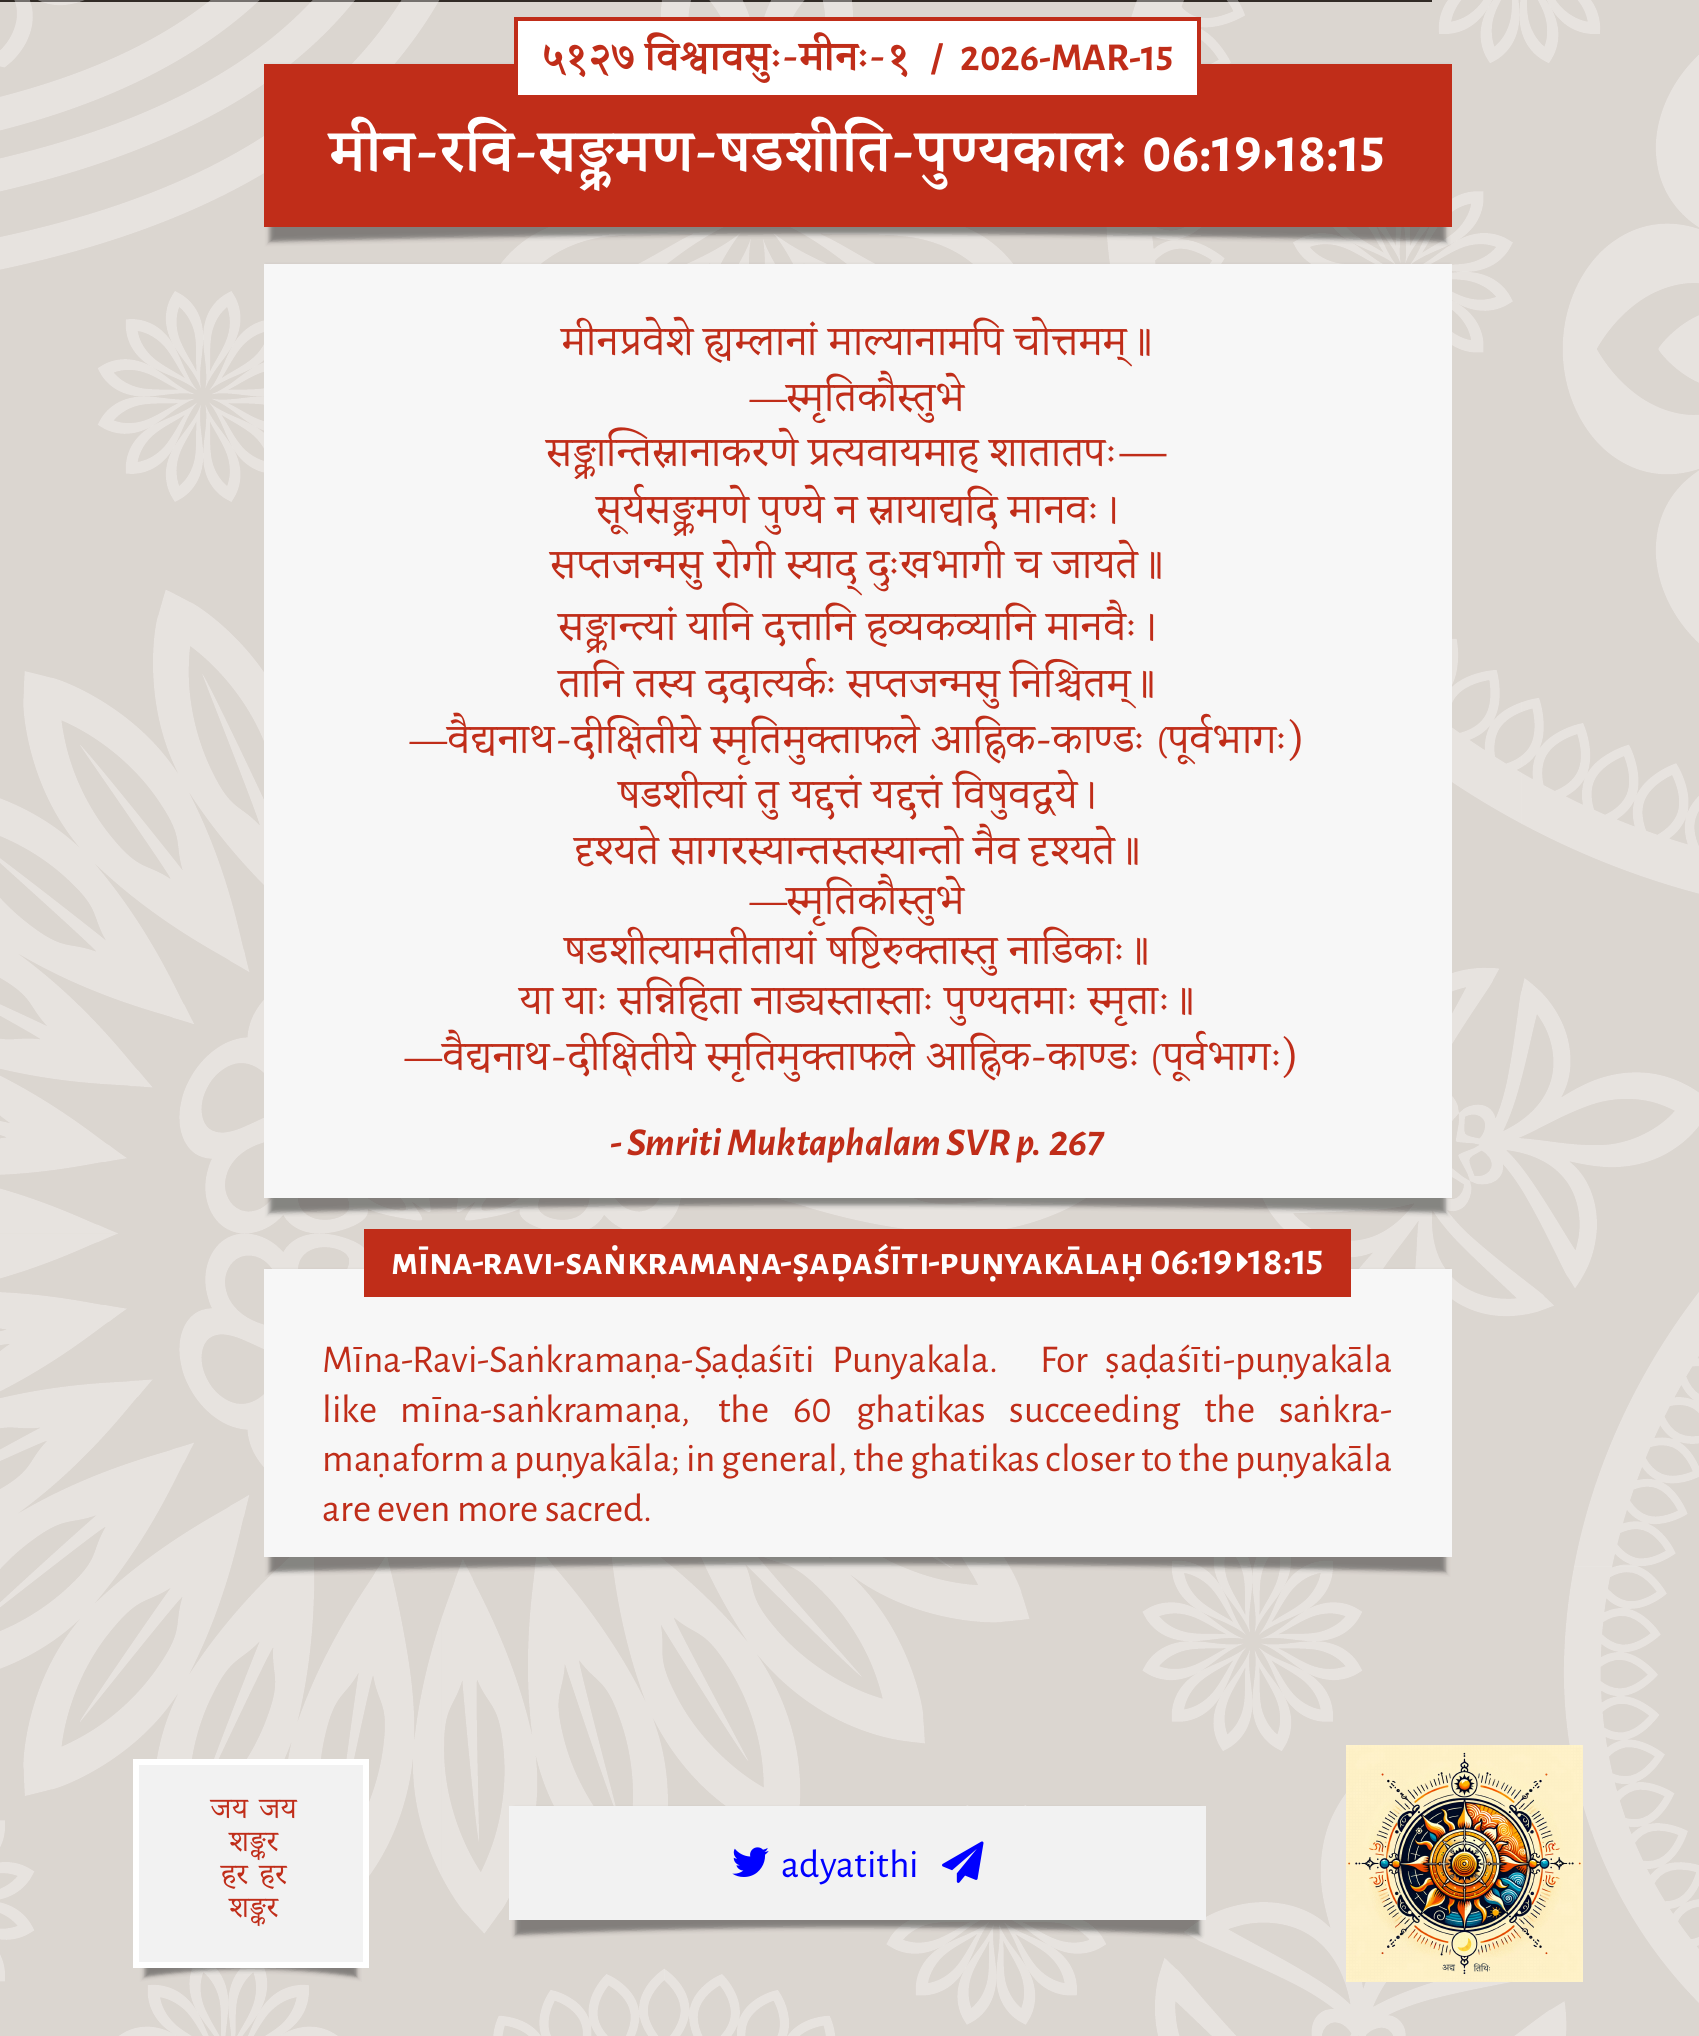 ५१२७ विश्वावसुः-मीनः-१ / 2026-MAR-15
मीन-रवि-सङ्क्रमण-षडशीति-पुण्यकालः 06:19▸18:15
मीनप्रवेशे ह्यम्लानां माल्यानामपि चोत्तमम्॥
—स्मृतिकौस्तुभे
सङ्क्रान्तिस्नानाकरणे प्रत्यवायमाह शातातपः—
सूर्यसङ्क्रमणे पुण्ये न स्नायाद्यदि मानवः।
सप्तजन्मसु रोगी स्याद् दुःखभागी च जायते॥
सङ्क्रान्त्यां यानि दत्तानि हव्यकव्यानि मानवैः।
तानि तस्य ददात्यर्कः सप्तजन्मसु निश्चितम्॥
—वैद्यनाथ-दीक्षितीये स्मृतिमुक्ताफले आह्निक-काण्डः (पूर्वभागः)
षडशीत्यां तु यद्दत्तं यद्दत्तं विषुवद्वये।
दृश्यते सागरस्यान्तस्तस्यान्तो नैव दृश्यते॥
—स्मृतिकौस्तुभे
षडशीत्यामतीतायां षष्टिरुक्तास्तु नाडिकाः॥
या याः सन्निहिता नाड्यस्तास्ताः पुण्यतमाः स्मृताः॥
—वैद्यनाथ-दीक्षितीये स्मृतिमुक्ताफले आह्निक-काण्डः (पूर्वभागः)
- Smriti Muktaphalam SVR p. 267
MĪNA-RAVI-SAṄKRAMAṆA-ṢAḌAŚĪTI-PUṆYAKĀLAḤ 06:19▸18:15
Mīna-Ravi-Saṅkramaṇa-Ṣaḍaśīti Punyakala. For ṣaḍaśīti-puṇyakāla
like mīna-saṅkramaṇa, the 60 ghatikas succeeding the saṅkra-
maṇaform a puṇyakāla; in general, the ghatikas closer to the puṇyakāla
are even more sacred.
जय जय
शङ्कर
हर हर
शङ्कर
adyatithi
अद्य तिथिः